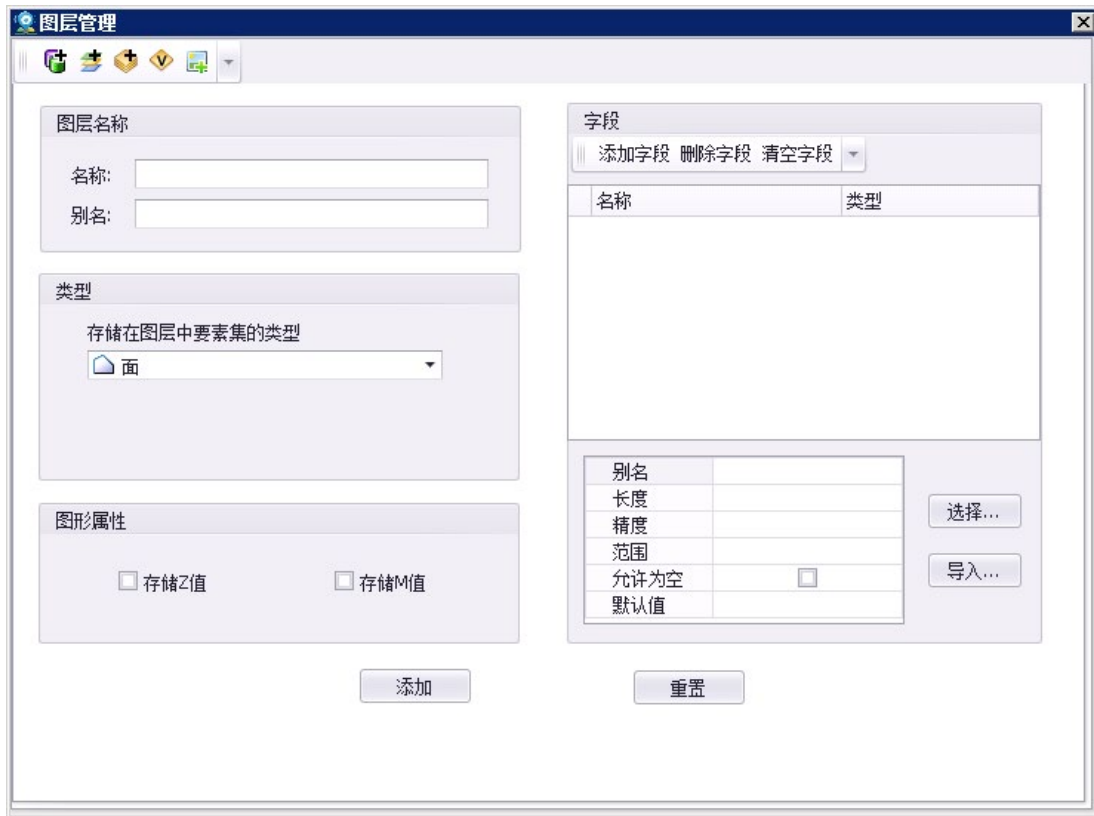 图层管理
V
图层名称
名称:
别名:
类型
存储在图层中要素集的类型
面
图形属性
存储Z值
存储M值
字段
添加字段 删除字段 清空字段
名称 类型
别名
长度
精度
范围
允许为空
默认值
选择...
导入...
添加
重置